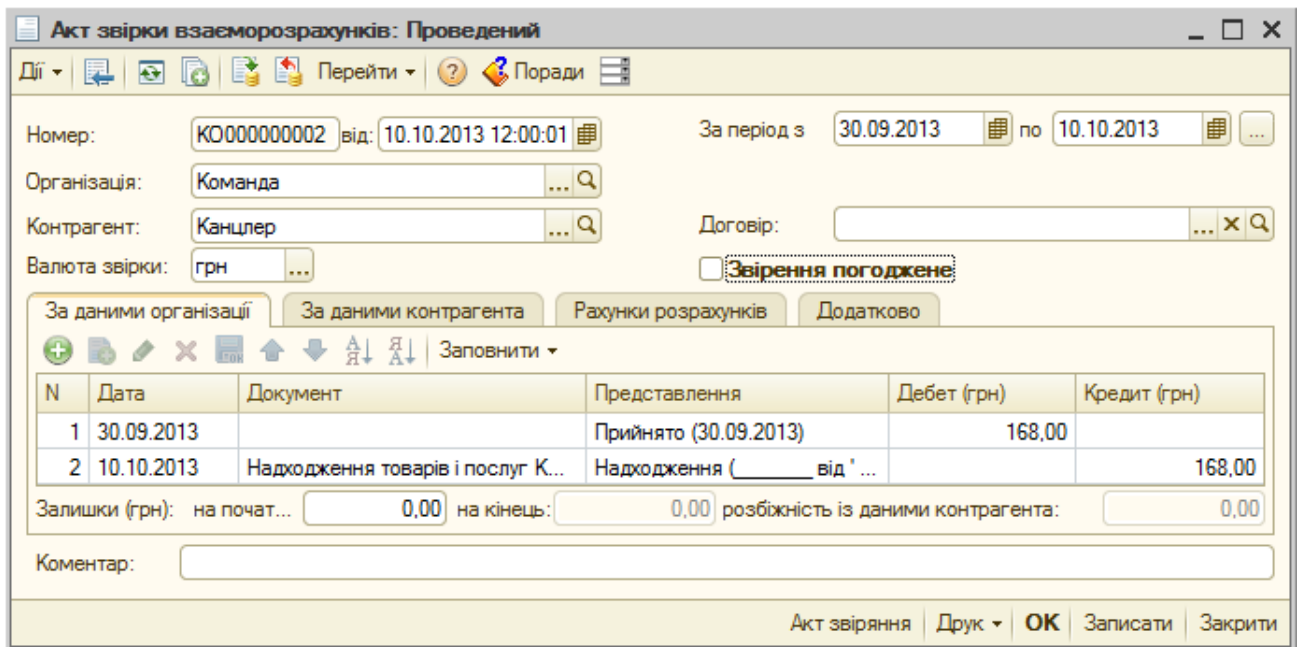 Акт звірки взаєморозрахунків: Проведений
Дії Перейти Поради
Номер: КО000000002 від: 10.10.2013 12:00:01 За період з 30.09.2013 по 10.10.2013 ...
Організація: Команда ...
Контрагент: Канцлер ... Договір: ...
Валюта звірки: грн ... Звірення погоджене
За даними організації За даними контрагента Рахунки розрахунків Додатково
Заповнити
N Дата Документ Представлення Дебет (грн) Кредит (грн)
1 30.09.2013 Прийнято (30.09.2013) 168,00
2 10.10.2013 Надходження товарів і послуг К... Надходження (________ від ' ... 168,00
Залишки (грн): на почат... 0,00 на кінець: 0,00 розбіжність із даними контрагента: 0,00
Коментар:
Акт звіряння Друк OK Записати Закрити